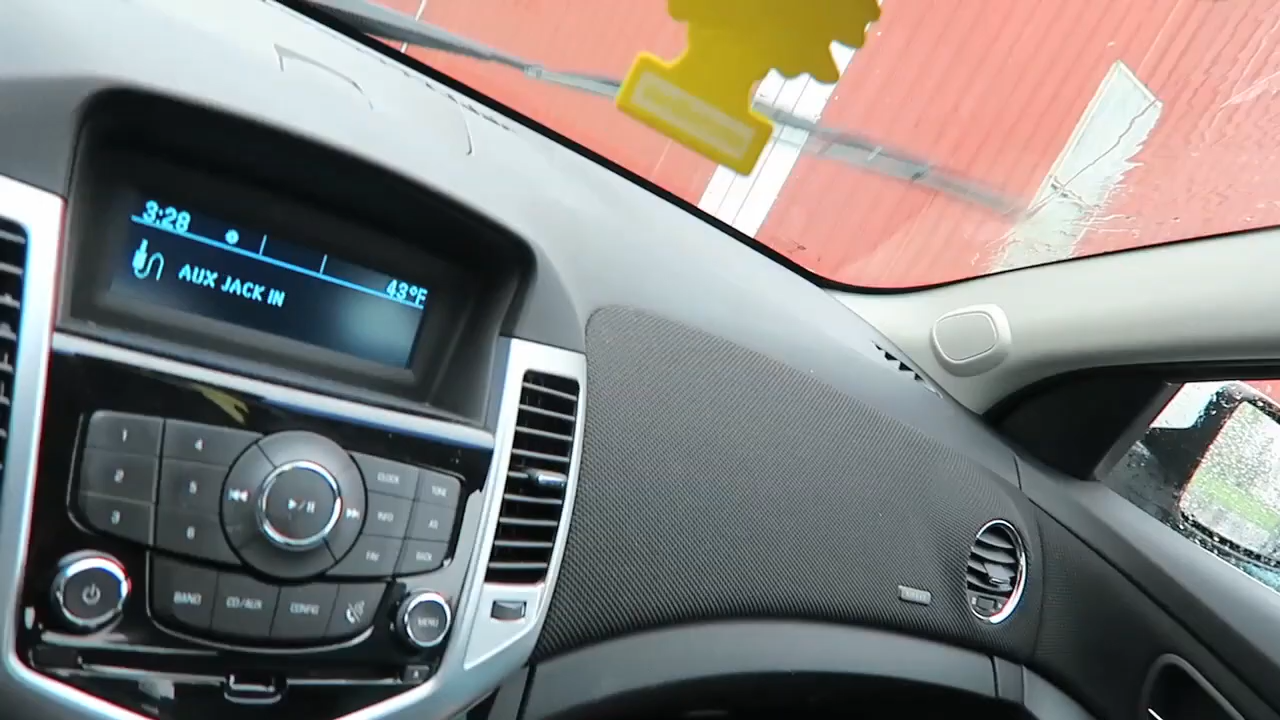 3:28
43°F
AUX JACK IN
1
4
2
5
3
6
CLOCK
TONE
INFO
AS
FAV
BACK
BAND
CD/AUX
CONFIG
MENU